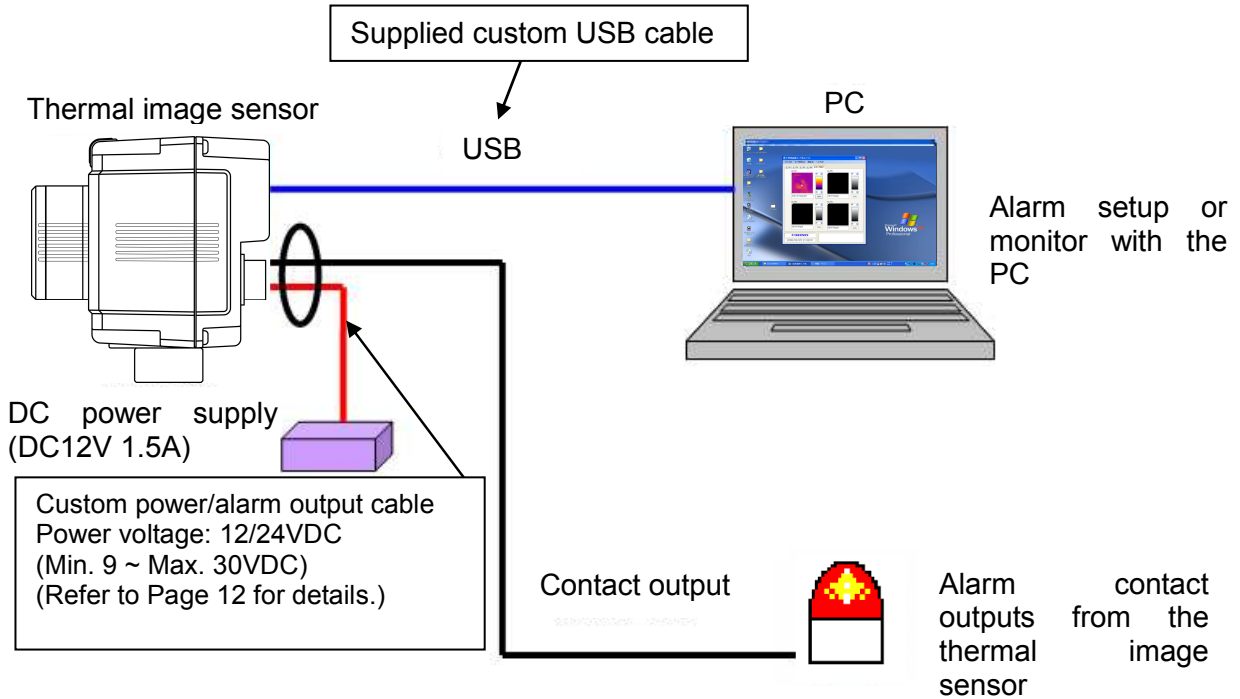 Supplied custom USB cable
Thermal image sensor
PC
USB
Windows
Alarm setup or
monitor with the
PC
DC power supply
(DC12V 1.5A)
Custom power/alarm output cable
Power voltage: 12/24VDC
(Min. 9 ~ Max. 30VDC)
(Refer to Page 12 for details.)
Contact output
Alarm contact
outputs from the
thermal image
sensor